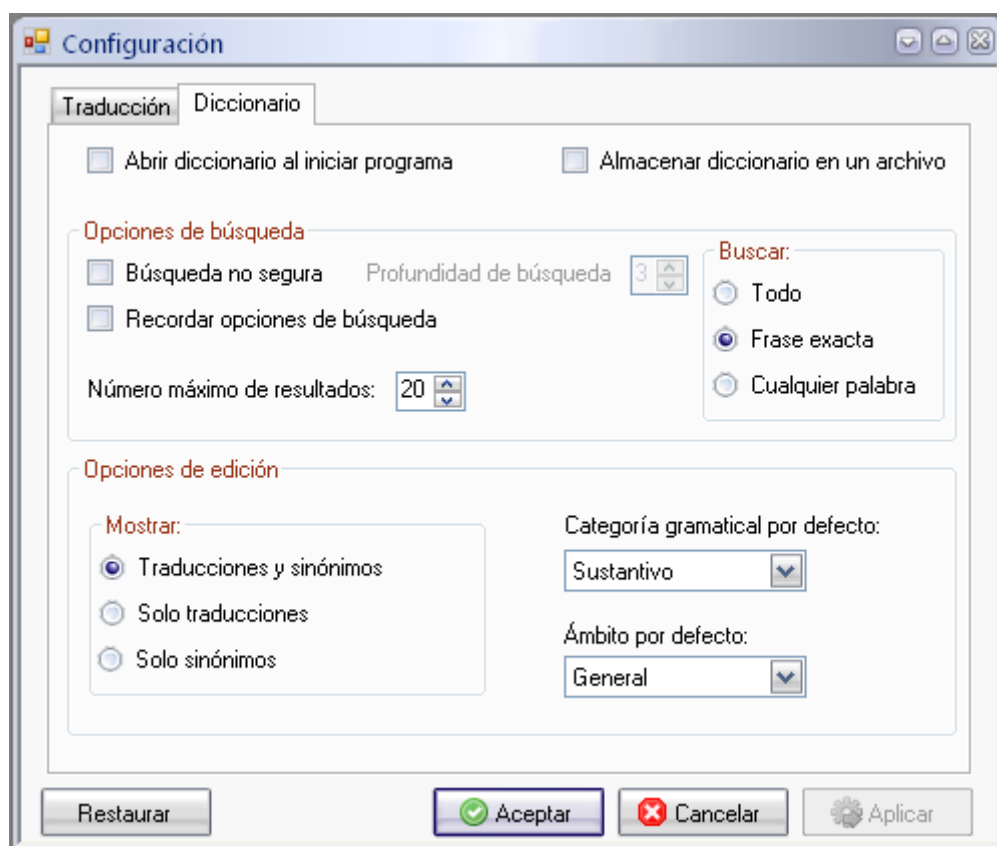 Configuración
Traducción Diccionario
Abrir diccionario al iniciar programa Almacenar diccionario en un archivo
Opciones de búsqueda
Buscar:
Búsqueda no segura Profundidad de búsqueda 3
Todo
Recordar opciones de búsqueda
Frase exacta
Número máximo de resultados: 20
Cualquier palabra
Opciones de edición
Mostrar:
Traducciones y sinónimos
Solo traducciones
Solo sinónimos
Categoría gramatical por defecto:
Sustantivo
Ámbito por defecto:
General
Restaurar Aceptar Cancelar Aplicar